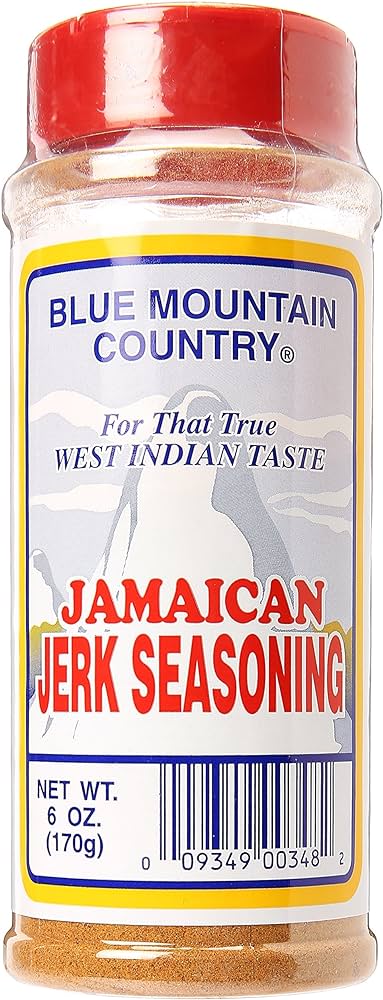 BLUE MOUNTAIN
COUNTRY®
For That True
WEST INDIAN TASTE
JAMAICAN
JERK SEASONING
NET WT.
6 OZ.
(170g)
0 09349 00348 2